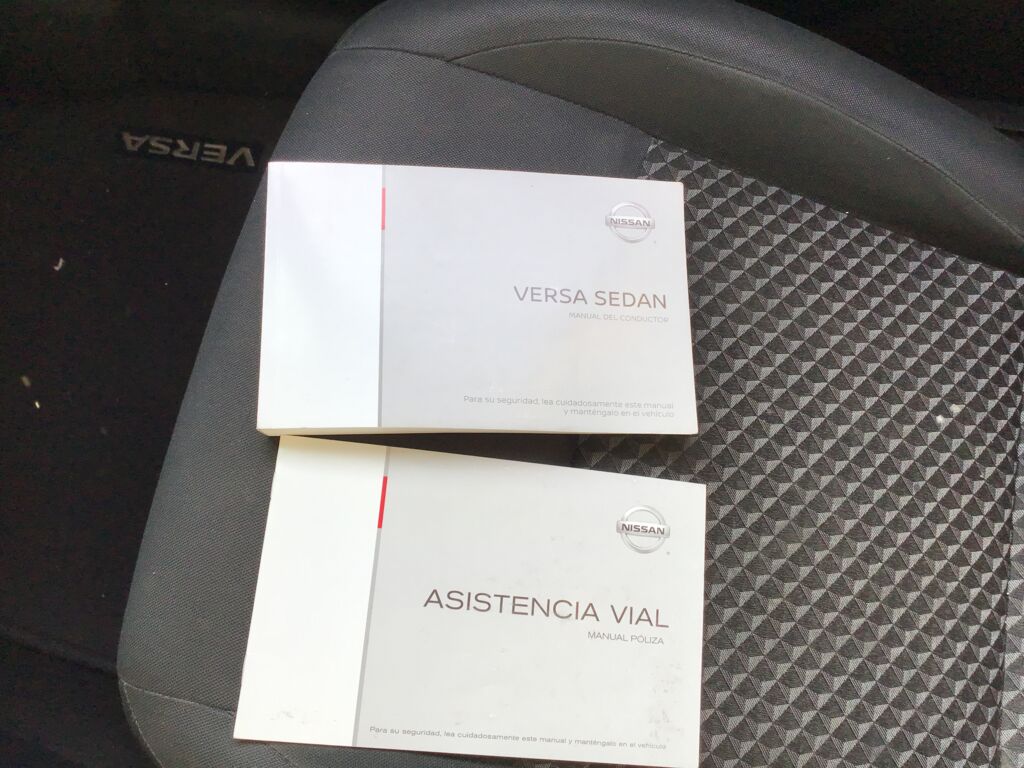 VERSA
NISSAN
VERSA SEDAN
MANUAL DEL CONDUCTOR
Para su seguridad, lea cuidadosamente este manual
y manténgalo en el vehículo
NISSAN
ASISTENCIA VIAL
MANUAL PÓLIZA
Para su seguridad, lea cuidadosamente este manual y manténgalo en el vehículo